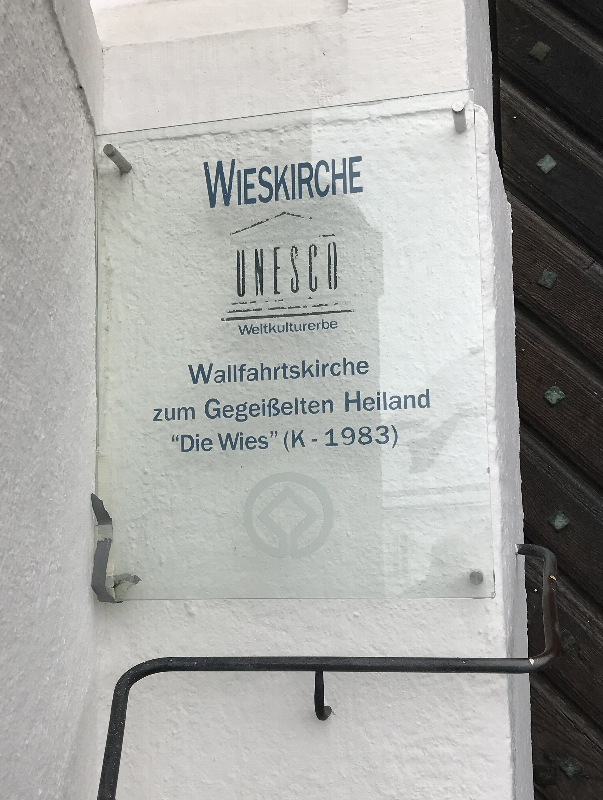 WIESKIRCHE
UNESCO
Weltkulturerbe
Wallfahrtskirche
zum Gegeißelten Heiland
“Die Wies” (K - 1983)